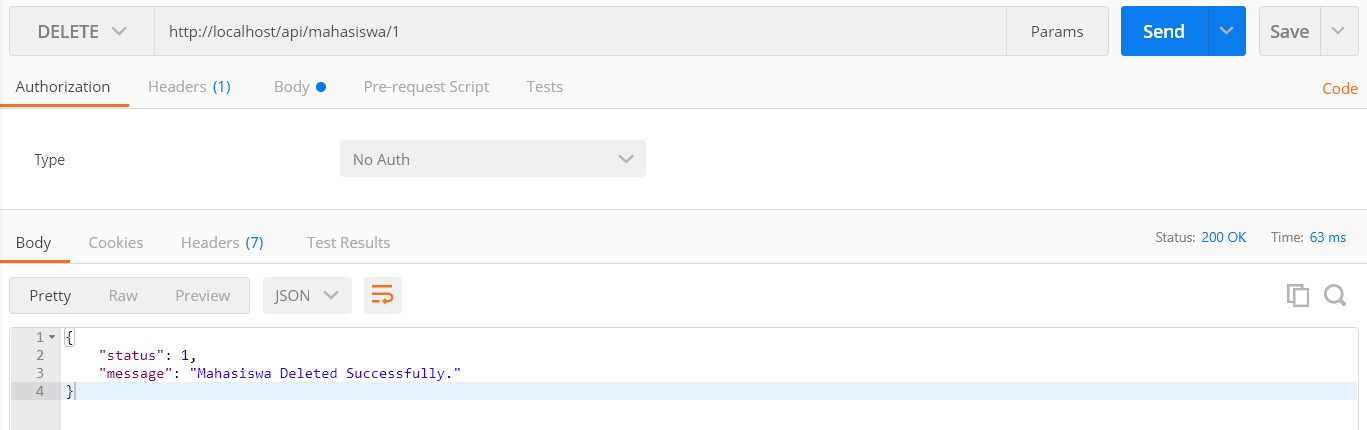 DELETE http://localhost/api/mahasiswa/1 Params Send Save
Authorization Headers (1) Body Pre-request Script Tests Code
Type No Auth
Body Cookies Headers (7) Test Results Status: 200 OK Time: 63 ms
Pretty Raw Preview JSON
1 {
2 "status": 1,
3 "message": "Mahasiswa Deleted Successfully."
4 }